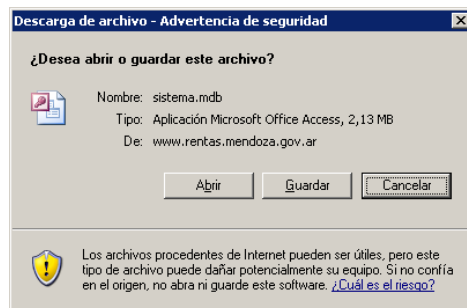 Descarga de archivo - Advertencia de seguridad
¿Desea abrir o guardar este archivo?
Nombre: sistema.mdb
Tipo: Aplicación Microsoft Office Access, 2,13 MB
De: www.rentas.mendoza.gov.ar
Abrir Guardar Cancelar
Los archivos procedentes de Internet pueden ser útiles, pero este
tipo de archivo puede dañar potencialmente su equipo. Si no confía
en el origen, no abra ni guarde este software. ¿Cuál es el riesgo?